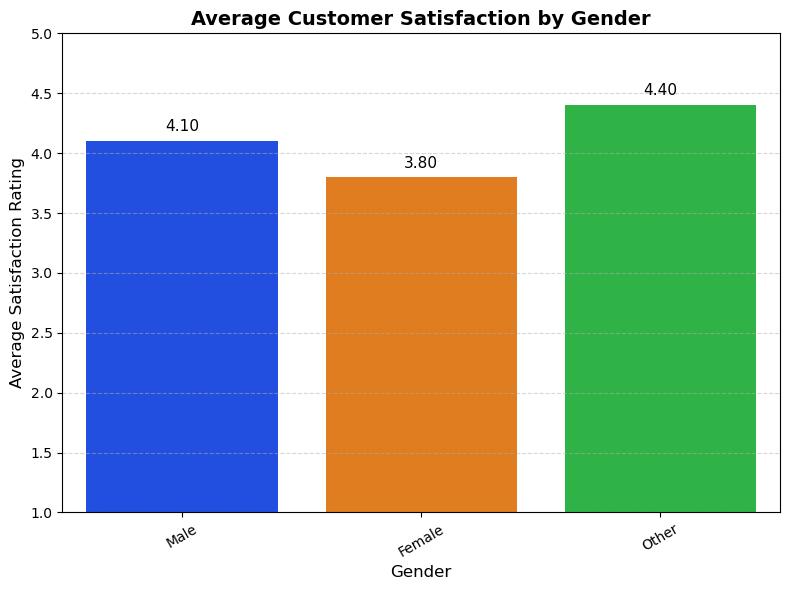 Average Customer Satisfaction by Gender
Average Satisfaction Rating
5.0
4.5
4.0
3.5
3.0
2.5
2.0
1.5
1.0
4.10
3.80
4.40
Male
Female
Other
Gender